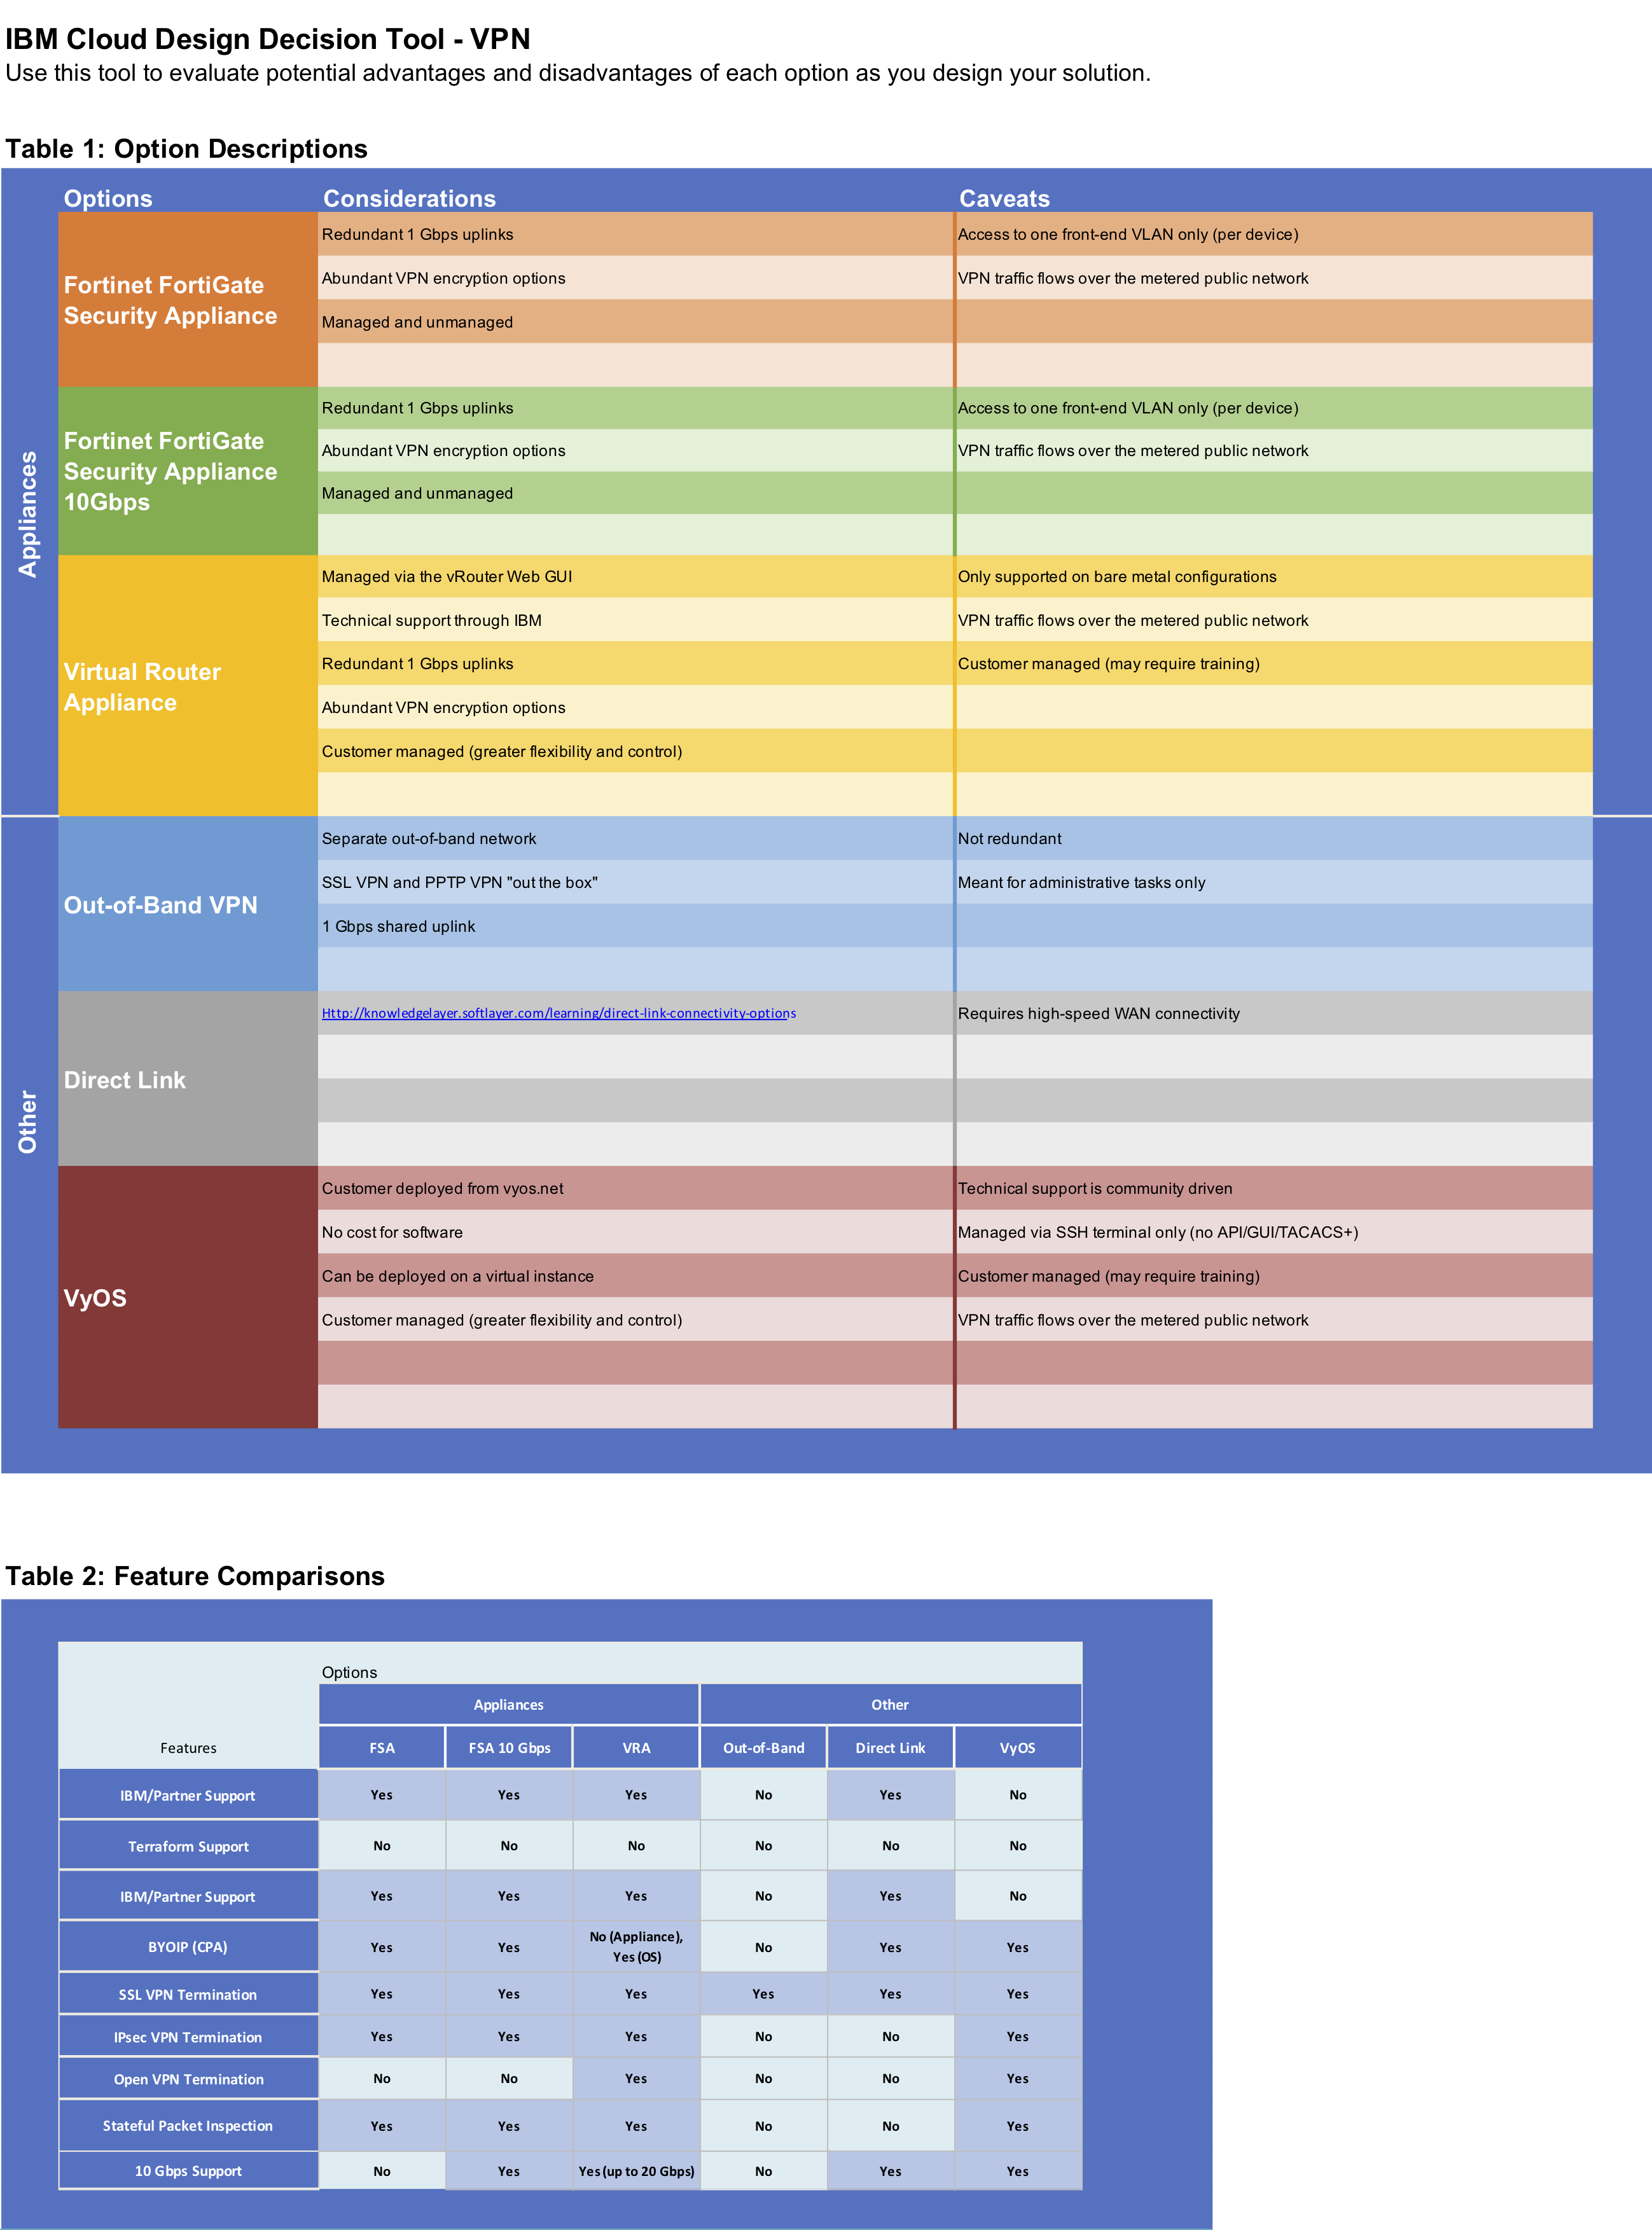 IBM Cloud Design Decision Tool - VPN
Use this tool to evaluate potential advantages and disadvantages of each option as you design your solution.
Table 1: Option Descriptions
Options Considerations Caveats
Appliances
Fortinet FortiGate
Security Appliance
Redundant 1 Gbps uplinks Access to one front-end VLAN only (per device)
Abundant VPN encryption options VPN traffic flows over the metered public network
Managed and unmanaged
Fortinet FortiGate
Security Appliance
10Gbps
Redundant 1 Gbps uplinks Access to one front-end VLAN only (per device)
Abundant VPN encryption options VPN traffic flows over the metered public network
Managed and unmanaged
Virtual Router
Appliance
Managed via the vRouter Web GUI Only supported on bare metal configurations
Technical support through IBM VPN traffic flows over the metered public network
Redundant 1 Gbps uplinks Customer managed (may require training)
Abundant VPN encryption options
Customer managed (greater flexibility and control)
Other
Out-of-Band VPN
Separate out-of-band network Not redundant
SSL VPN and PPTP VPN "out the box" Meant for administrative tasks only
1 Gbps shared uplink
Direct Link
Http://knowledgelayer.softlayer.com/learning/direct-link-connectivity-options Requires high-speed WAN connectivity
VyOS
Customer deployed from vyos.net Technical support is community driven
No cost for software Managed via SSH terminal only (no API/GUI/TACACS+)
Can be deployed on a virtual instance Customer managed (may require training)
Customer managed (greater flexibility and control) VPN traffic flows over the metered public network
Table 2: Feature Comparisons
Options
Appliances Other
Features FSA FSA 10 Gbps VRA Out-of-Band Direct Link VyOS
IBM/Partner Support Yes Yes Yes No Yes No
Terraform Support No No No No No No
IBM/Partner Support Yes Yes Yes No Yes No
BYOIP (CPA) Yes Yes No (Appliance), Yes (OS) No Yes Yes
SSL VPN Termination Yes Yes Yes Yes Yes Yes
IPsec VPN Termination Yes Yes Yes No No Yes
Open VPN Termination No No Yes No No Yes
Stateful Packet Inspection Yes Yes Yes No No Yes
10 Gbps Support No Yes Yes (up to 20 Gbps) No Yes Yes